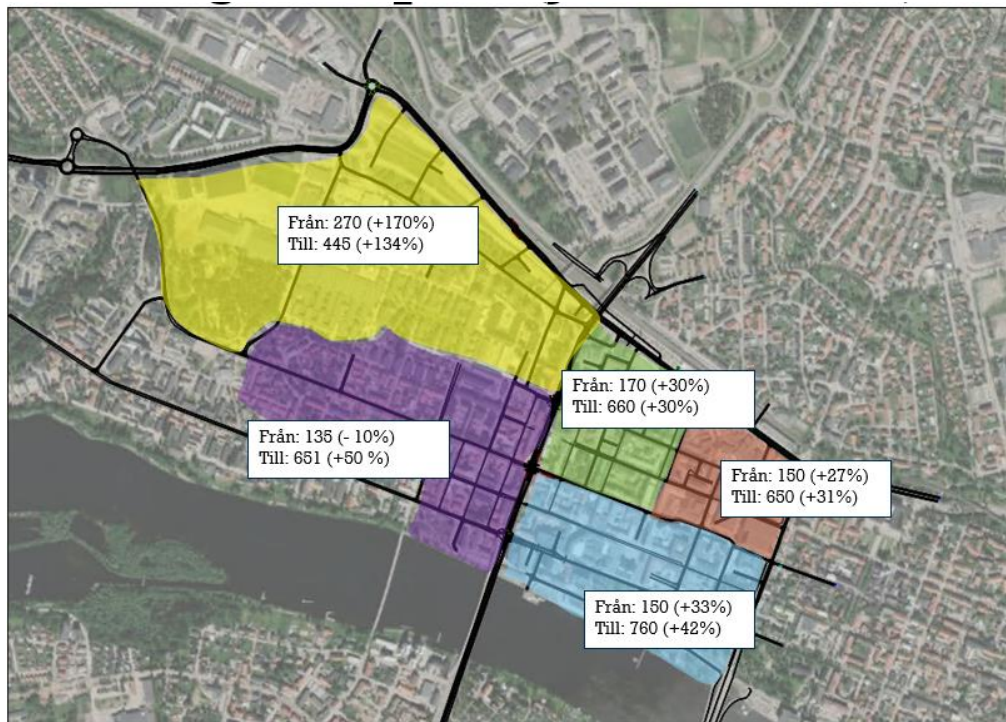 Från: 270 (+170%)
Till: 445 (+134%)
Från: 170 (+30%)
Till: 660 (+30%)
Från: 135 (- 10%)
Till: 651 (+50 %)
Från: 150 (+27%)
Till: 650 (+31%)
Från: 150 (+33%)
Till: 760 (+42%)